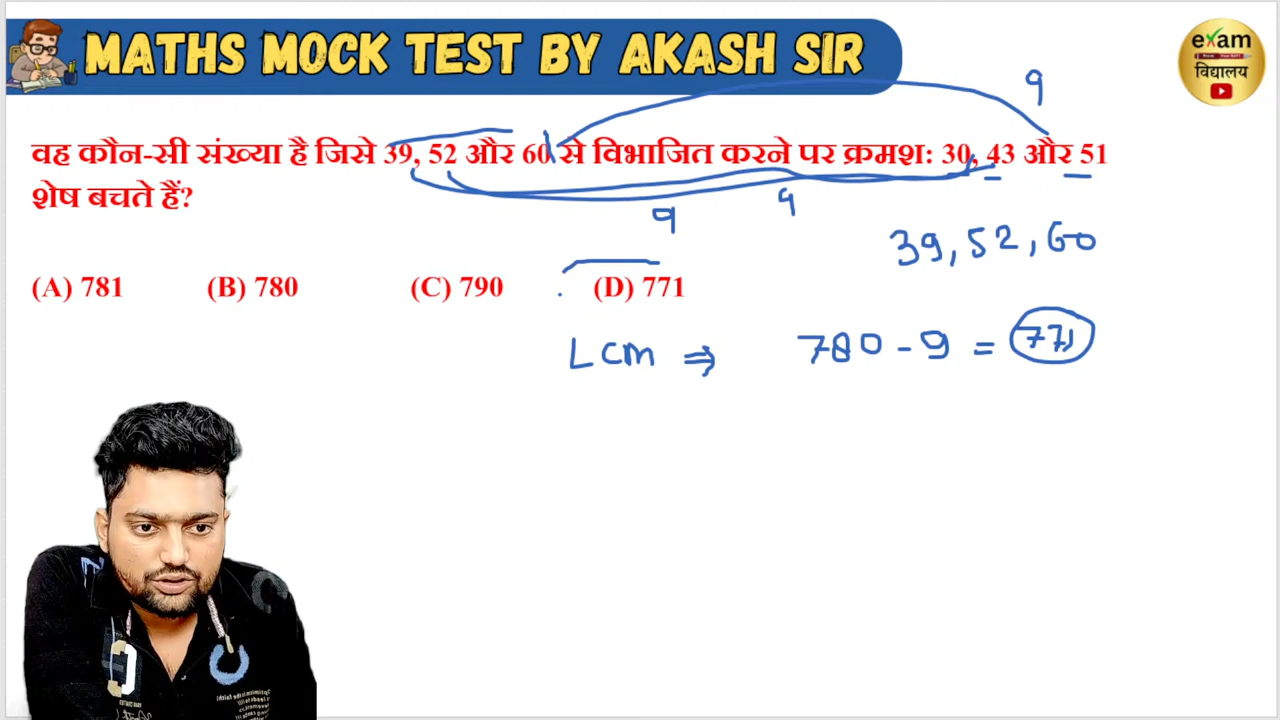 MATHS MOCK TEST BY AKASH SIR
exam
विद्यालय
9
वह कौन-सी संख्या है जिसे 39, 52 और 60 से विभाजित करने पर क्रमश: 30, 43 और 51
शेष बचते हैं?
9
9
39, 52, 60
(A) 781 (B) 780 (C) 790 (D) 771
LCM ⇒ 780 - 9 = 771